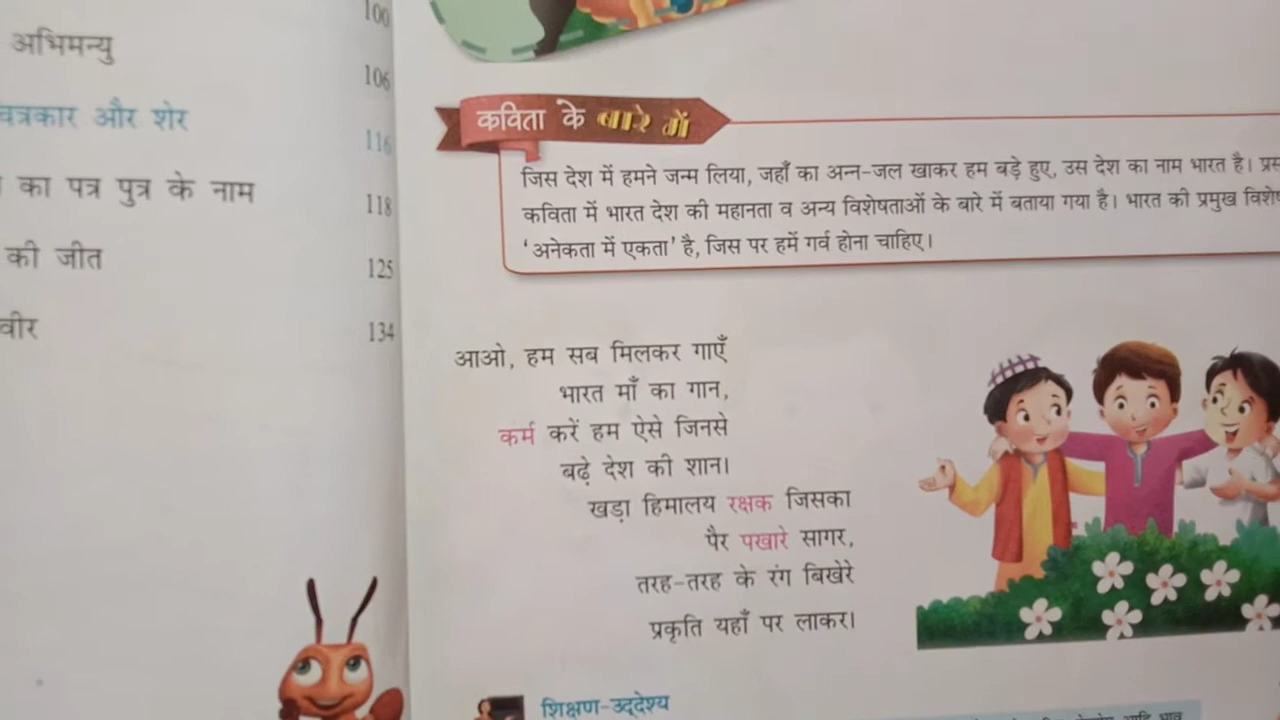 100
अभिमन्यु
106
और शेर
116
का पत्र पुत्र के नाम
118
की जीत
125
वीर
134
कविता के बारे में
जिस देश में हमने जन्म लिया, जहाँ का अन्न-जल खाकर हम बड़े हुए, उस देश का नाम भारत है।
कविता में भारत देश की महानता व अन्य विशेषताओं के बारे में बताया गया है। भारत की प्रमुख
‘अनेकता में एकता’ है, जिस पर हमें गर्व होना चाहिए।
आओ, हम सब मिलकर गाएँ
भारत माँ का गान,
कर्म करें हम ऐसे जिनसे
बढ़े देश की शान।
खड़ा हिमालय रक्षक जिसका
पैर पखारे सागर,
तरह-तरह के रंग बिखेरे
प्रकृति यहाँ पर लाकर।
शिक्षण-उद्देश्य